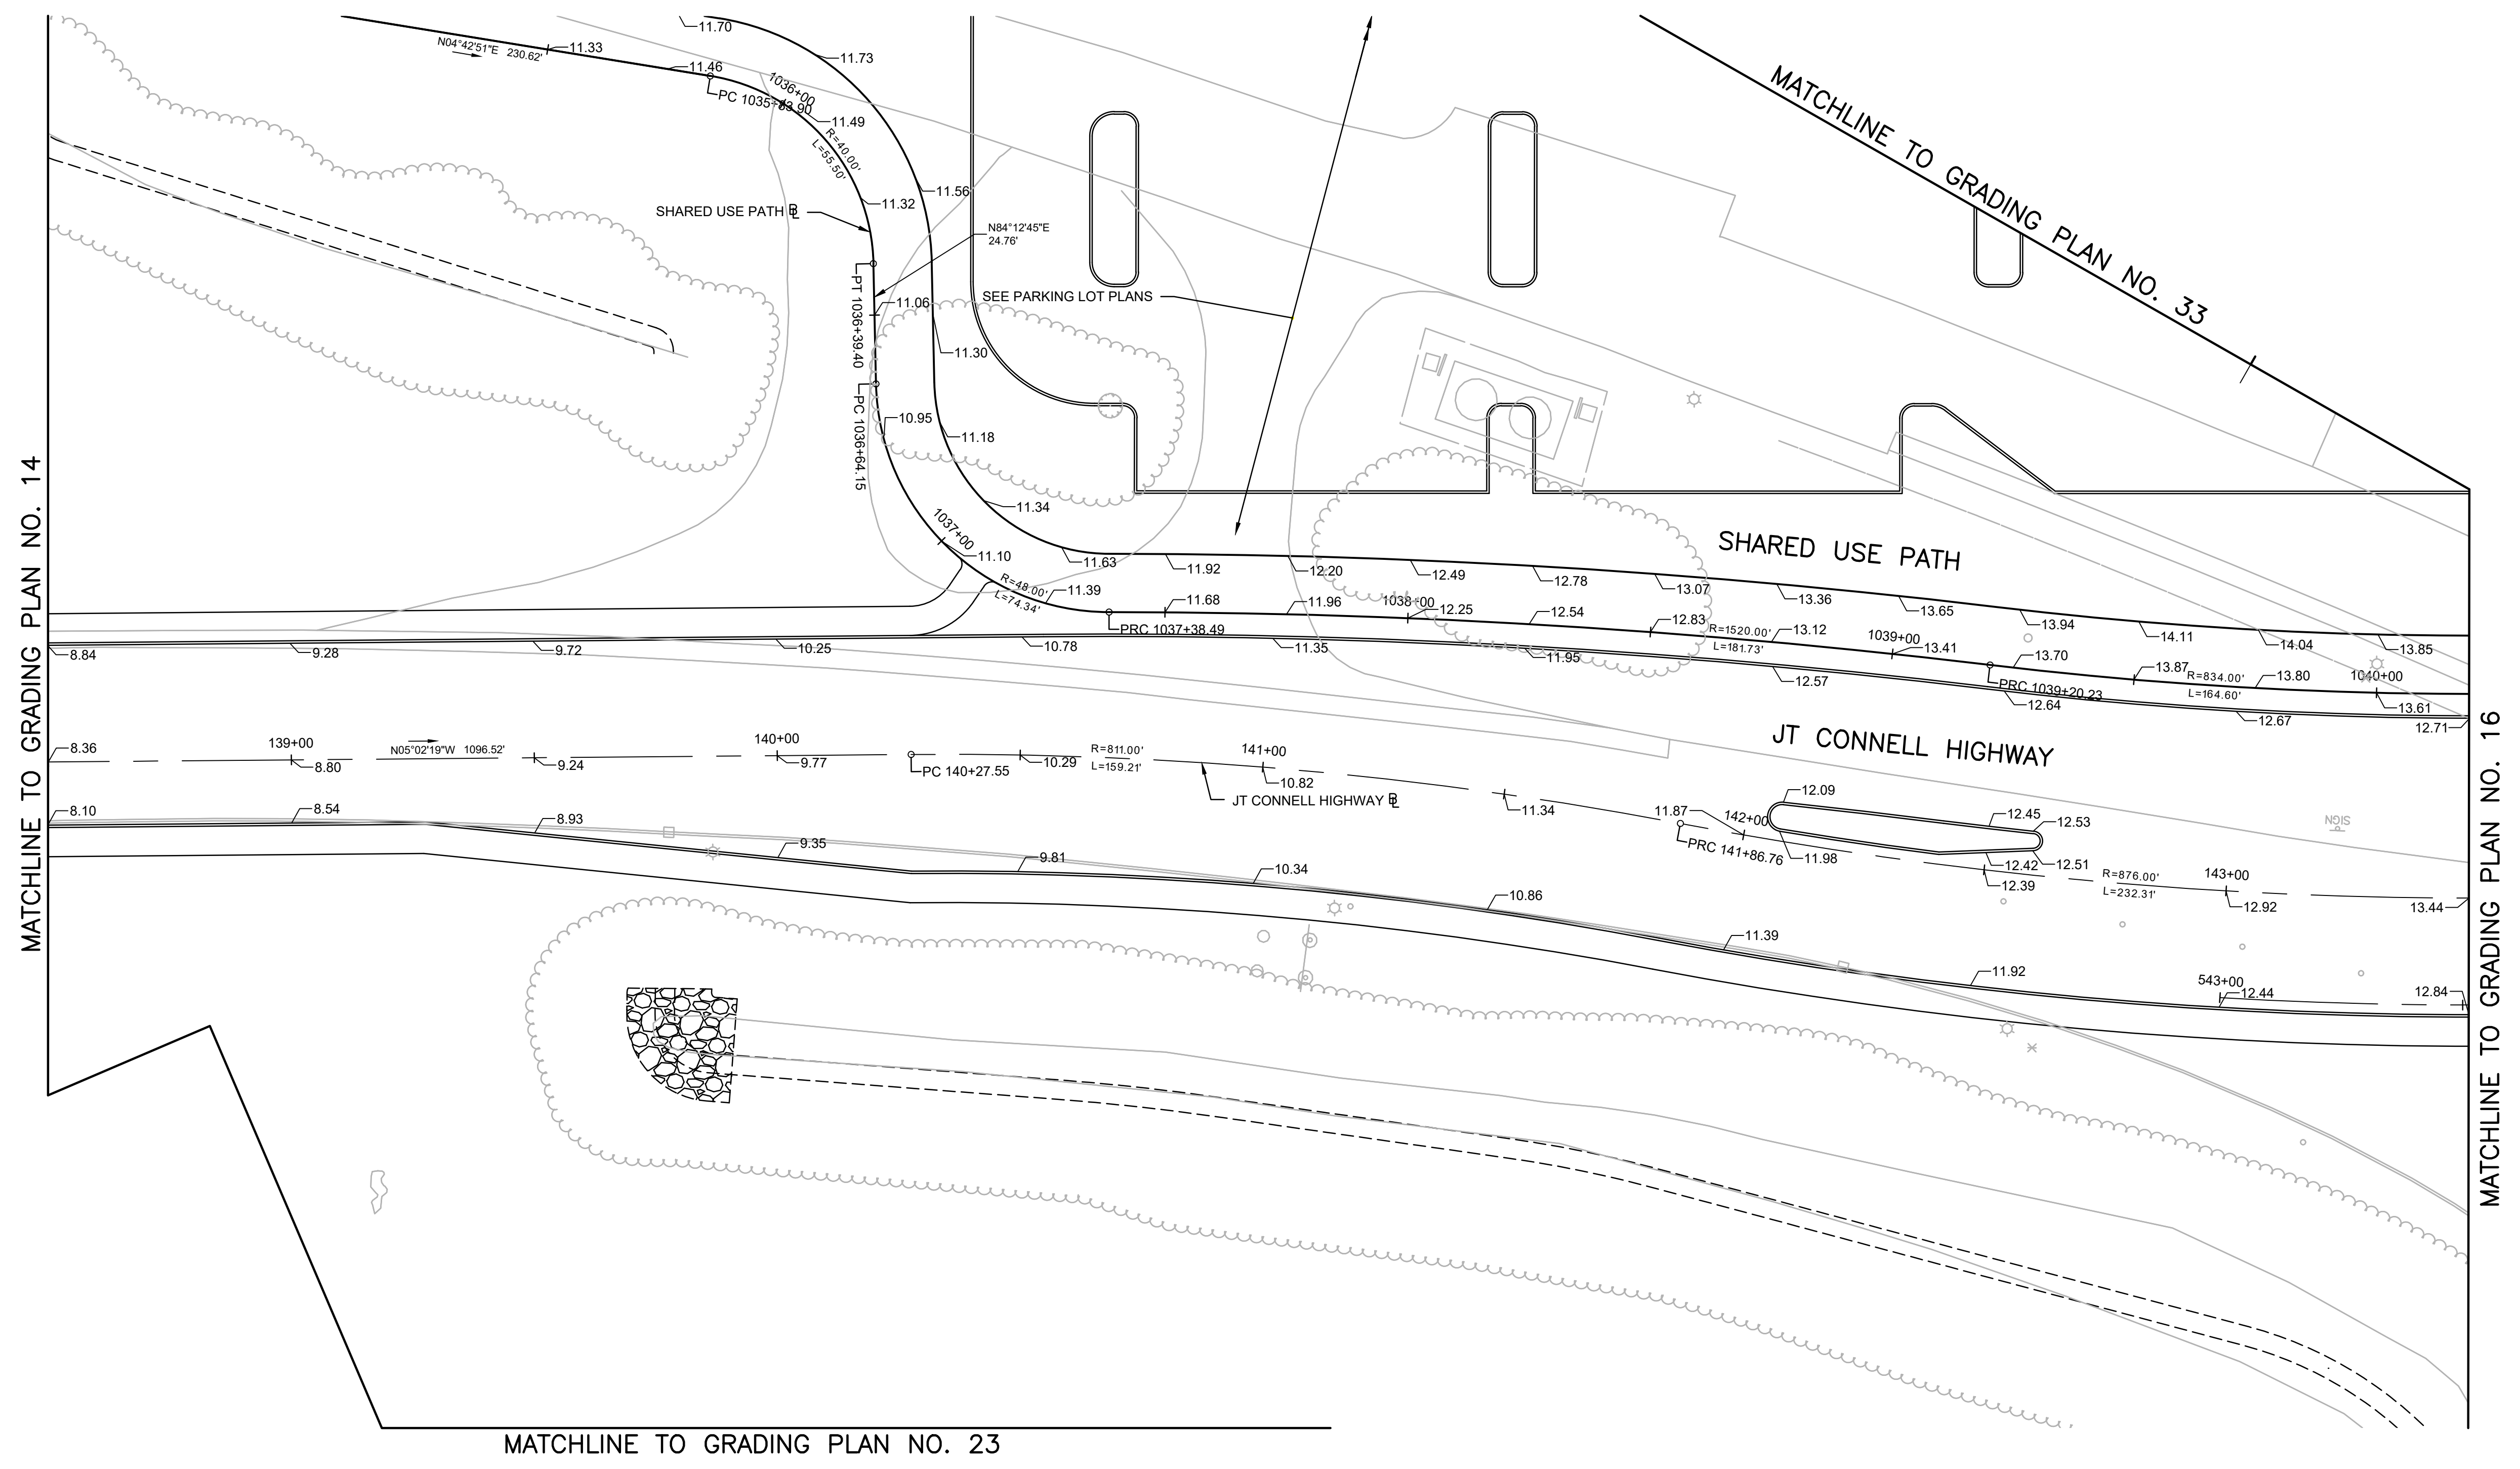 11.70
11.73
N04°42'51"E 230.62'
11.33
11.46
1036+00
PC 1035+83.90
11.49
R=40.00'
L=55.50'
11.56
11.32
SHARED USE PATH
N84°12'45"E
24.76'
PT 1036+39.40
11.06
SEE PARKING LOT PLANS
11.30
PC 1036+64.15
10.95
11.18
11.34
1037+00
11.10
11.63
R=48.00'
L=74.34'
11.39
11.92
12.20
12.49
12.78
13.07
13.36
13.65
13.94
14.11
14.04
13.85
MATCHLINE TO GRADING PLAN NO. 33
SHARED USE PATH
11.68
11.96
1038+00
12.25
12.54
12.83
R=1520.00'
L=181.73'
13.12
1039+00
13.41
13.70
13.87
R=834.00'
L=164.60'
13.80
1040+00
13.61
PRC 1037+38.49
PRC 1039+20.23
8.84
9.28
9.72
10.25
10.78
11.35
11.95
12.57
12.64
12.67
12.71
JT CONNELL HIGHWAY
8.36
139+00
8.80
N05°02'19"W 1096.52'
9.24
140+00
9.77
PC 140+27.55
10.29
R=811.00'
L=159.21'
141+00
10.82
JT CONNELL HIGHWAY
11.34
11.87
142+00
PRC 141+86.76
12.09
12.45
12.53
11.98
12.42
12.51
12.39
R=876.00'
L=232.31'
143+00
12.92
13.44
SIGN
8.10
8.54
8.93
9.35
9.81
10.34
10.86
11.39
11.92
543+00
12.44
12.84
MATCHLINE TO GRADING PLAN NO. 14
MATCHLINE TO GRADING PLAN NO. 16
MATCHLINE TO GRADING PLAN NO. 23